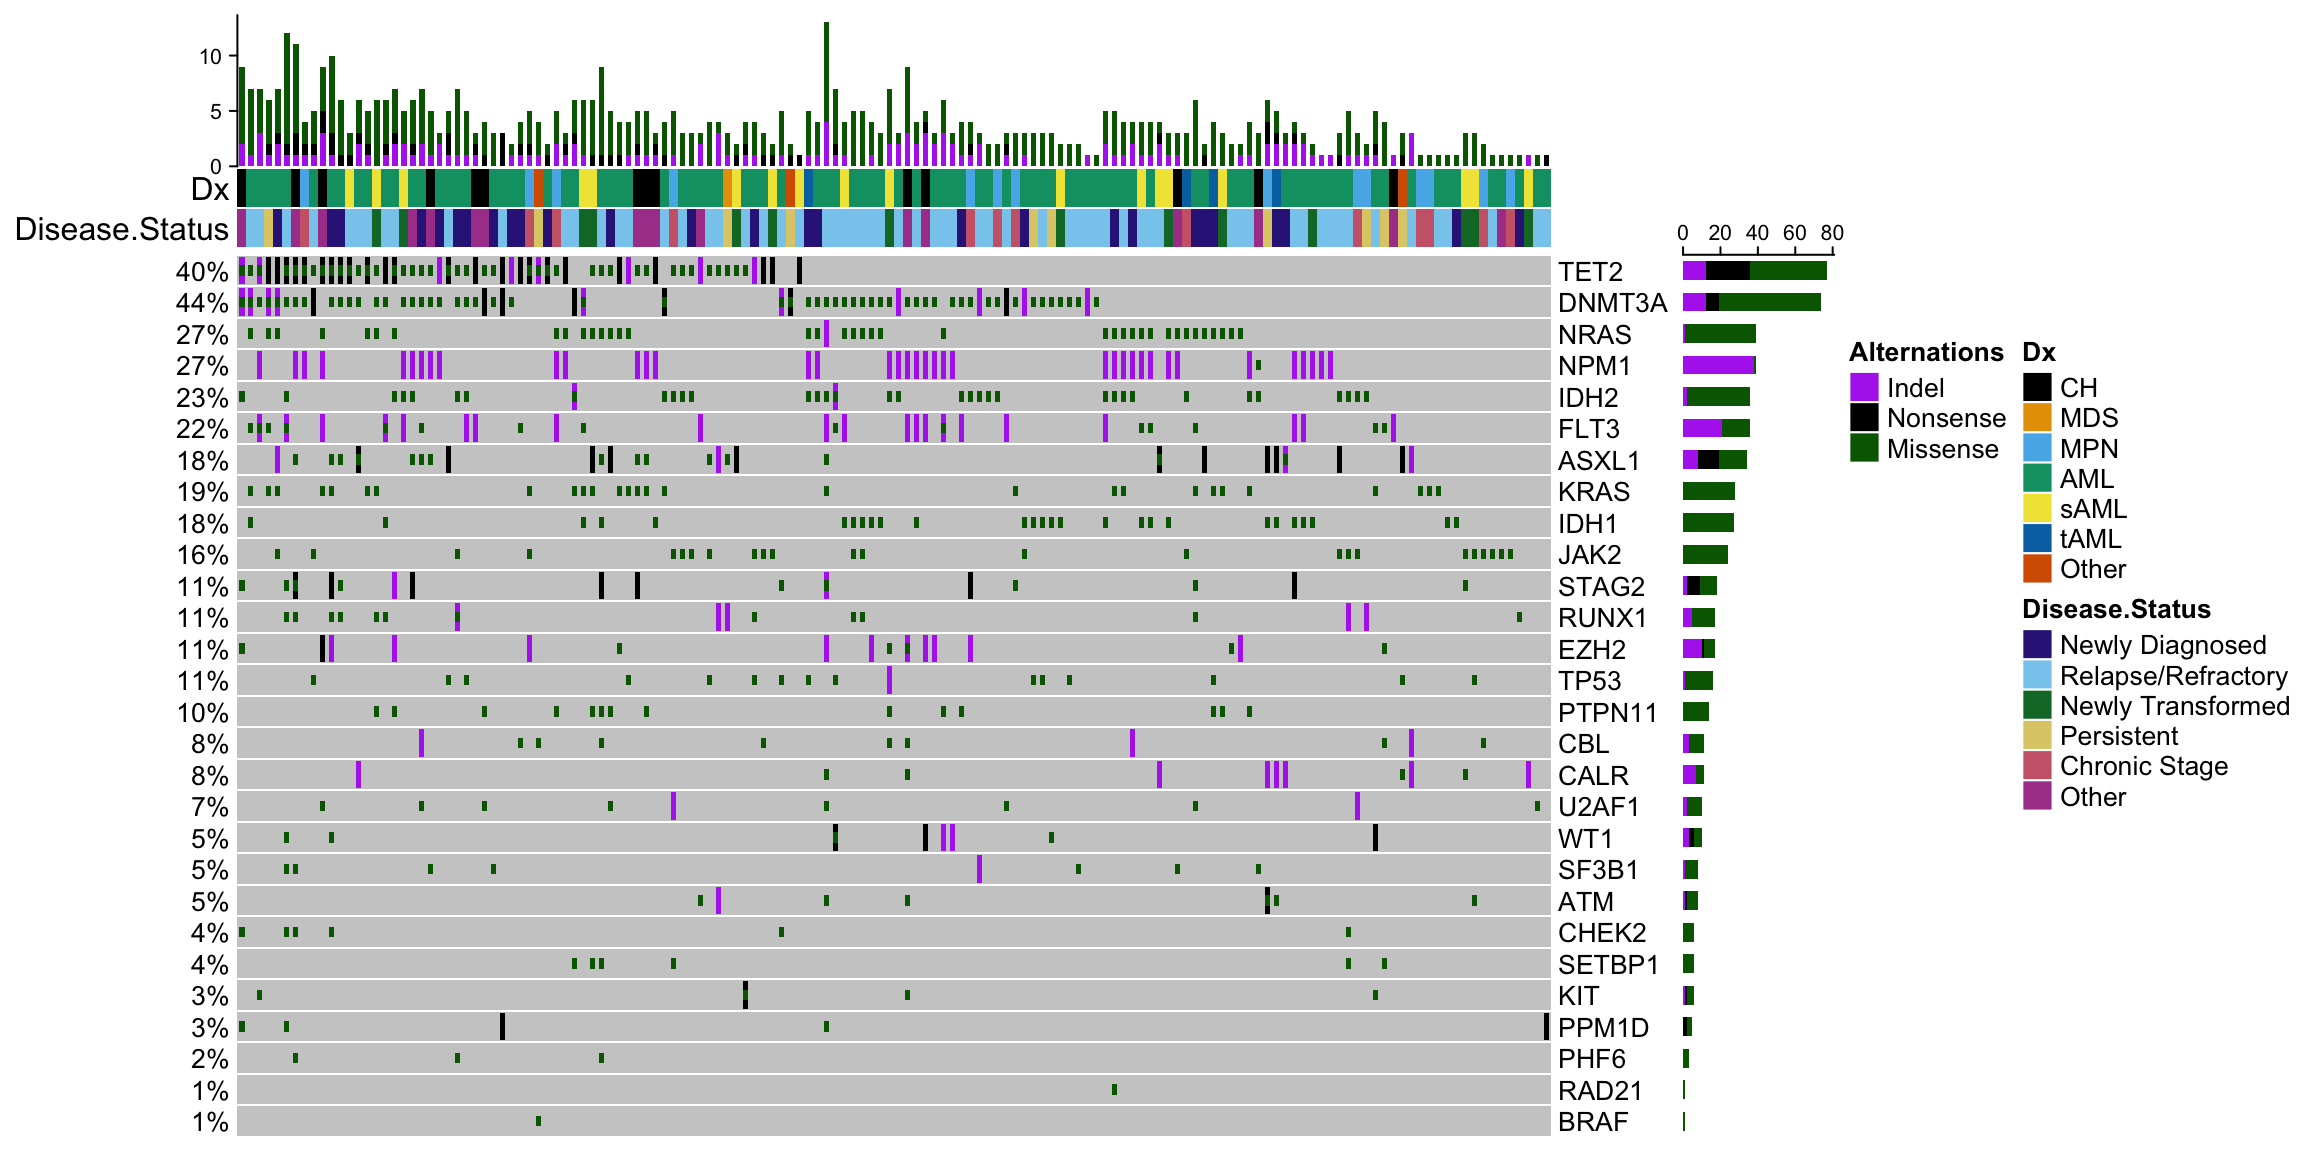 10
5
0
Dx
Disease.Status
0 20 40 60 80
40% TET2
44% DNMT3A
27% NRAS
27% NPM1
23% IDH2
22% FLT3
18% ASXL1
19% KRAS
18% IDH1
16% JAK2
11% STAG2
11% RUNX1
11% EZH2
11% TP53
10% PTPN11
8% CBL
8% CALR
7% U2AF1
5% WT1
5% SF3B1
5% ATM
4% CHEK2
4% SETBP1
3% KIT
3% PPM1D
2% PHF6
1% RAD21
1% BRAF
Alternations
Indel
Nonsense
Missense
Dx
CH
MDS
MPN
AML
sAML
tAML
Other
Disease.Status
Newly Diagnosed
Relapse/Refractory
Newly Transformed
Persistent
Chronic Stage
Other